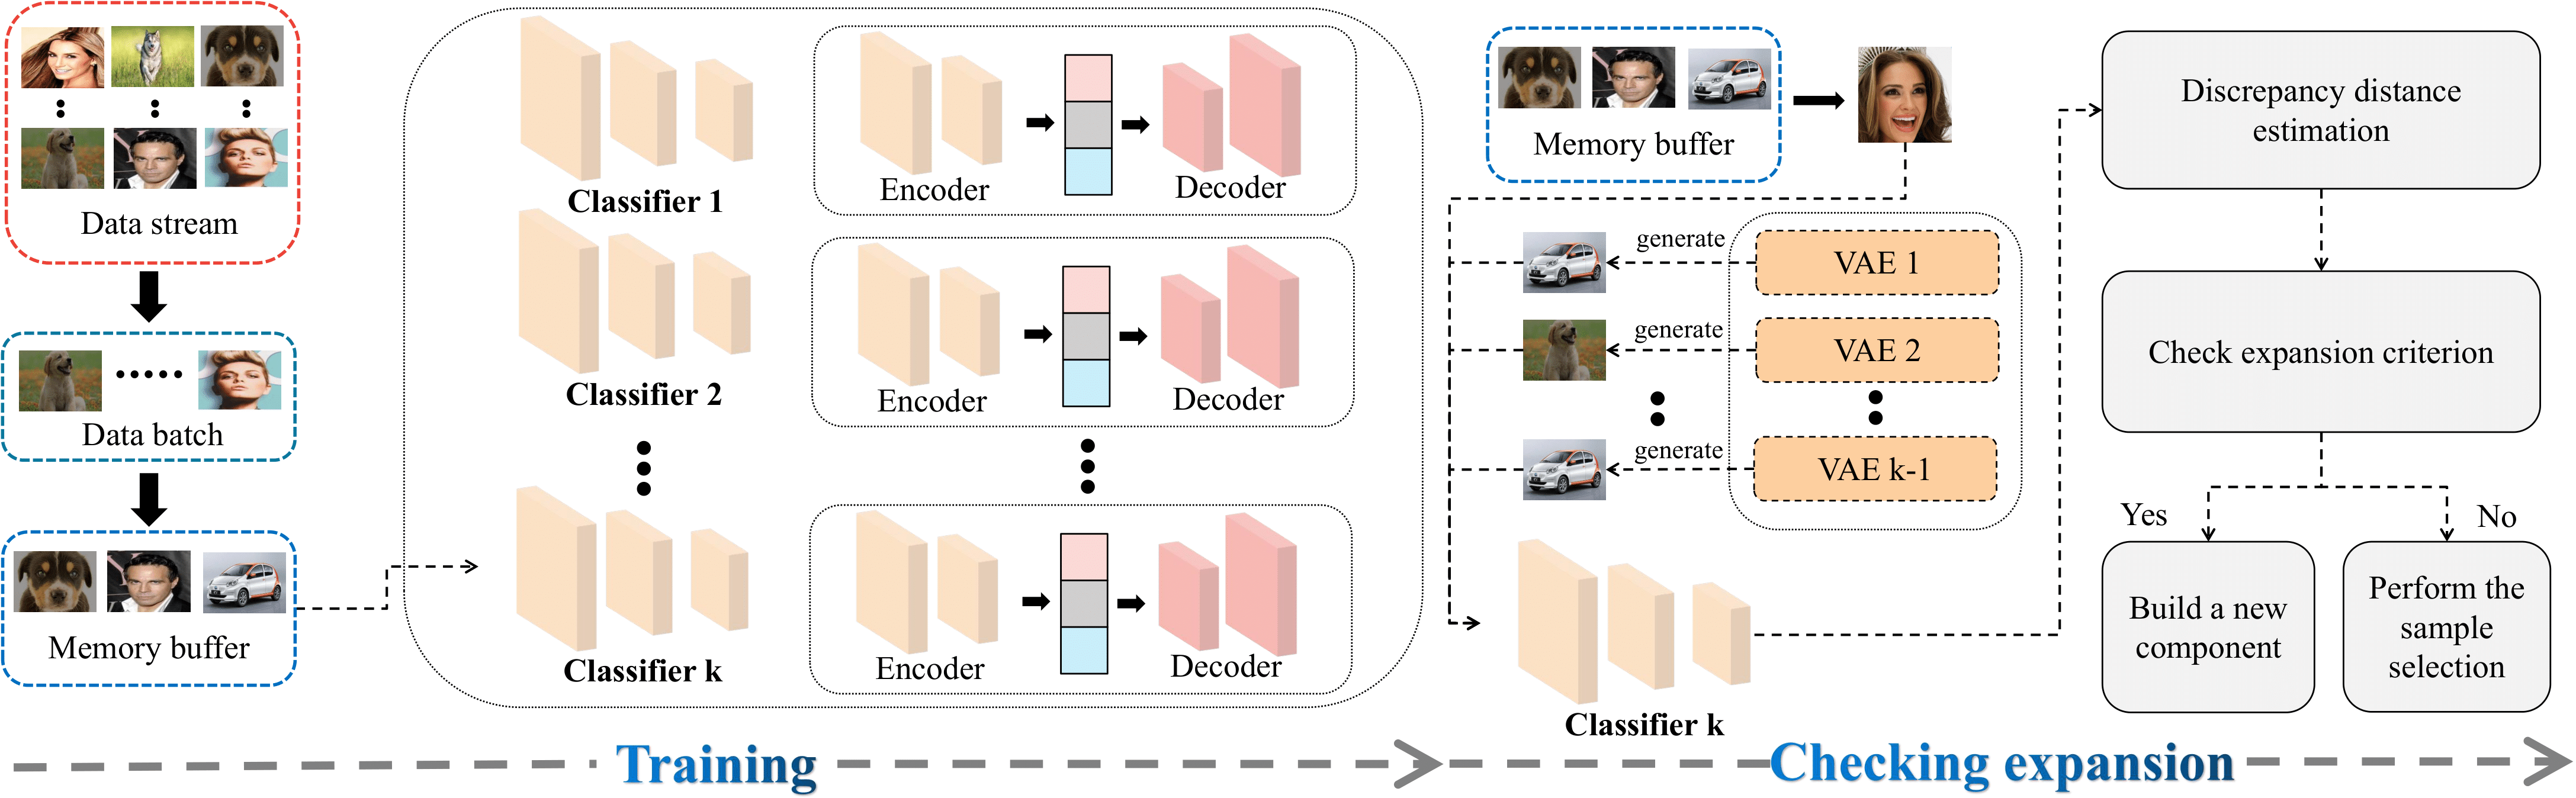 Data stream
Data batch
Memory buffer
Classifier 1
Encoder
Decoder
Classifier 2
Encoder
Decoder
Classifier k
Encoder
Decoder
Memory buffer
generate
VAE 1
generate
VAE 2
generate
VAE k-1
Classifier k
Discrepancy distance
estimation
Check expansion criterion
Yes
No
Build a new
component
Perform the
sample
selection
Training
Checking expansion